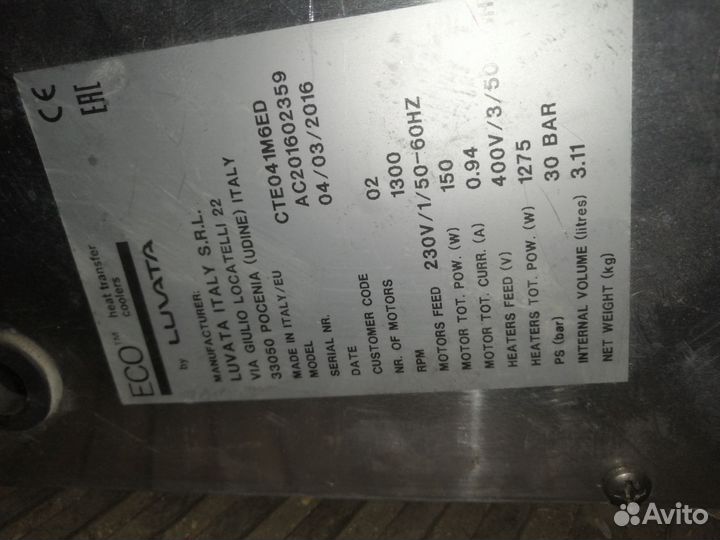 ECO™ heat transfer
coolers
by LUVATA
CE
EAC
MANUFACTURER:
LUVATA ITALY S.R.L.
VIA GIULIO LOCATELLI 22
33050 POCENIA (UDINE) ITALY
MADE IN ITALY/EU
MODEL CTE041M6ED
SERIAL NR. AC201602359
DATE 04/03/2016
CUSTOMER CODE
NR. OF MOTORS 02
RPM 1300
MOTORS FEED 230V/1/50-60HZ
MOTOR TOT. POW. (W) 150
MOTOR TOT. CURR. (A) 0.94
HEATERS FEED (V) 400V/3/50
HEATERS TOT. POW. (W) 1275
PS (bar) 30 BAR
INTERNAL VOLUME (litres) 3.11
NET WEIGHT (kg)
Avito